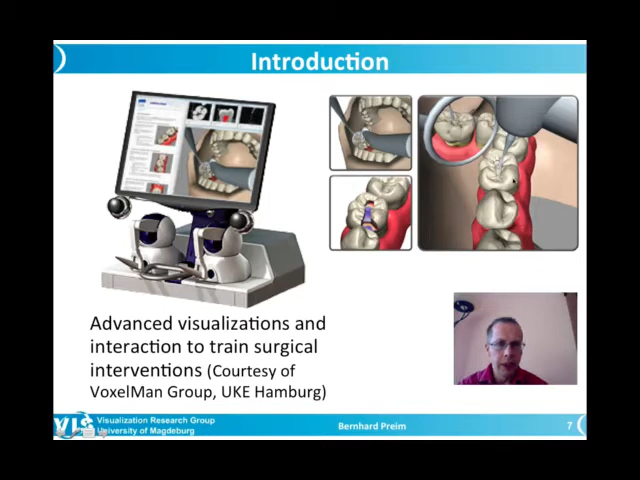 Introduction
Advanced visualizations and
interaction to train surgical
interventions (Courtesy of
VoxelMan Group, UKE Hamburg)
VIS
Visualization Research Group
University of Magdeburg
Bernhard Preim
7